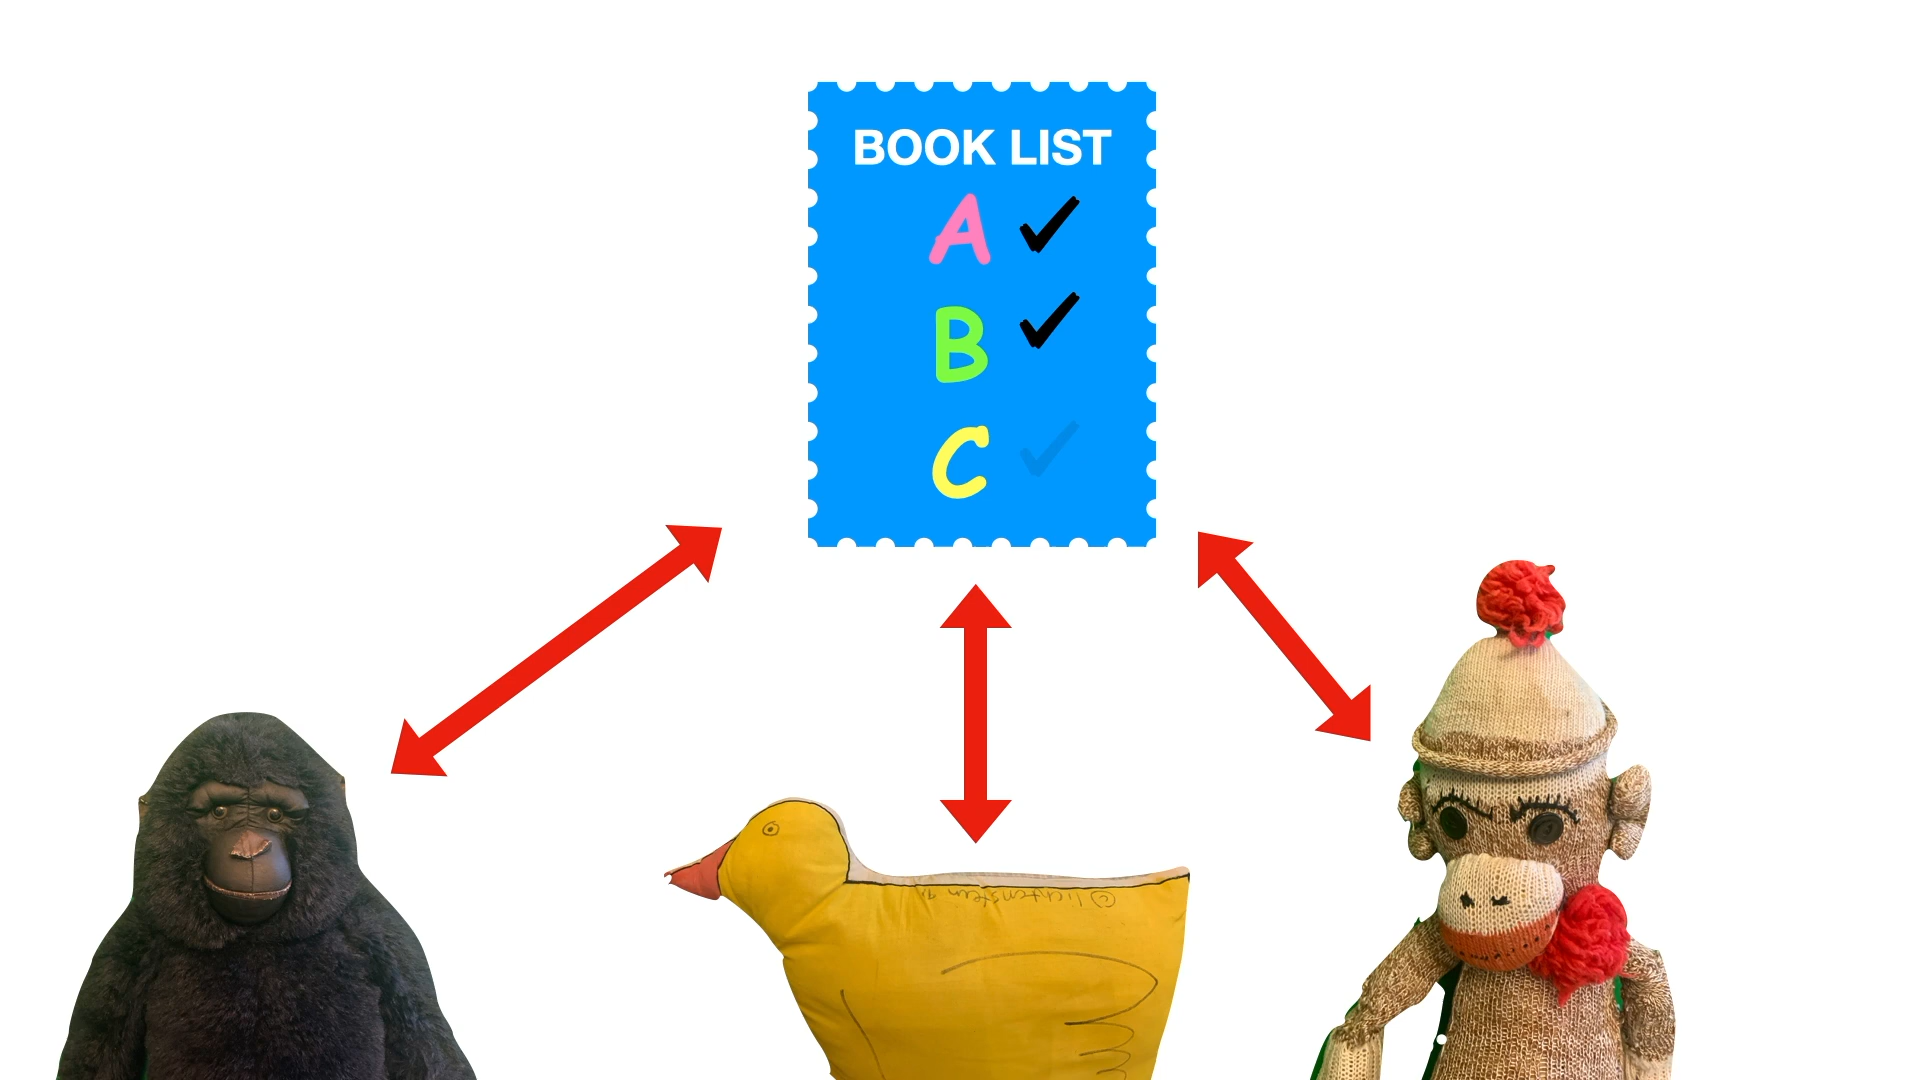 BOOK LIST
A ✓
B ✓
C ✓